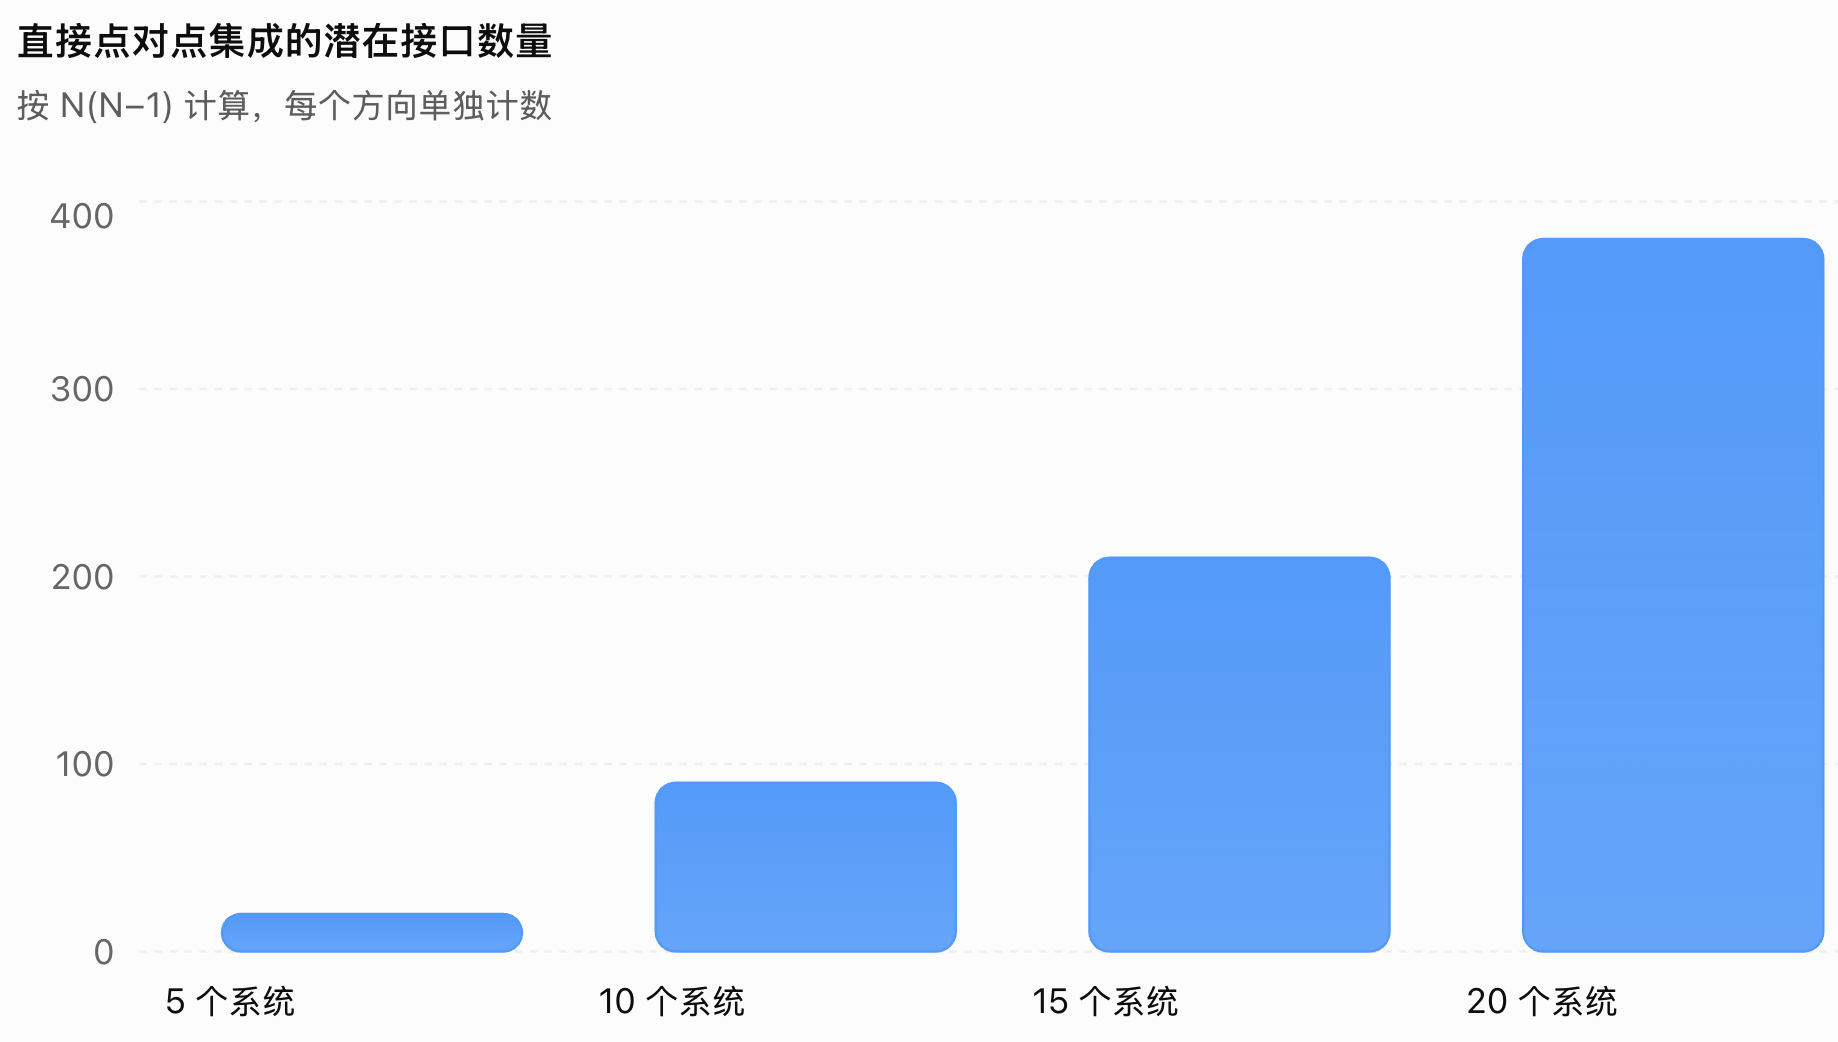 直接点对点集成的潜在接口数量
按 N(N−1) 计算，每个方向单独计数
400
300
200
100
0
5 个系统
10 个系统
15 个系统
20 个系统